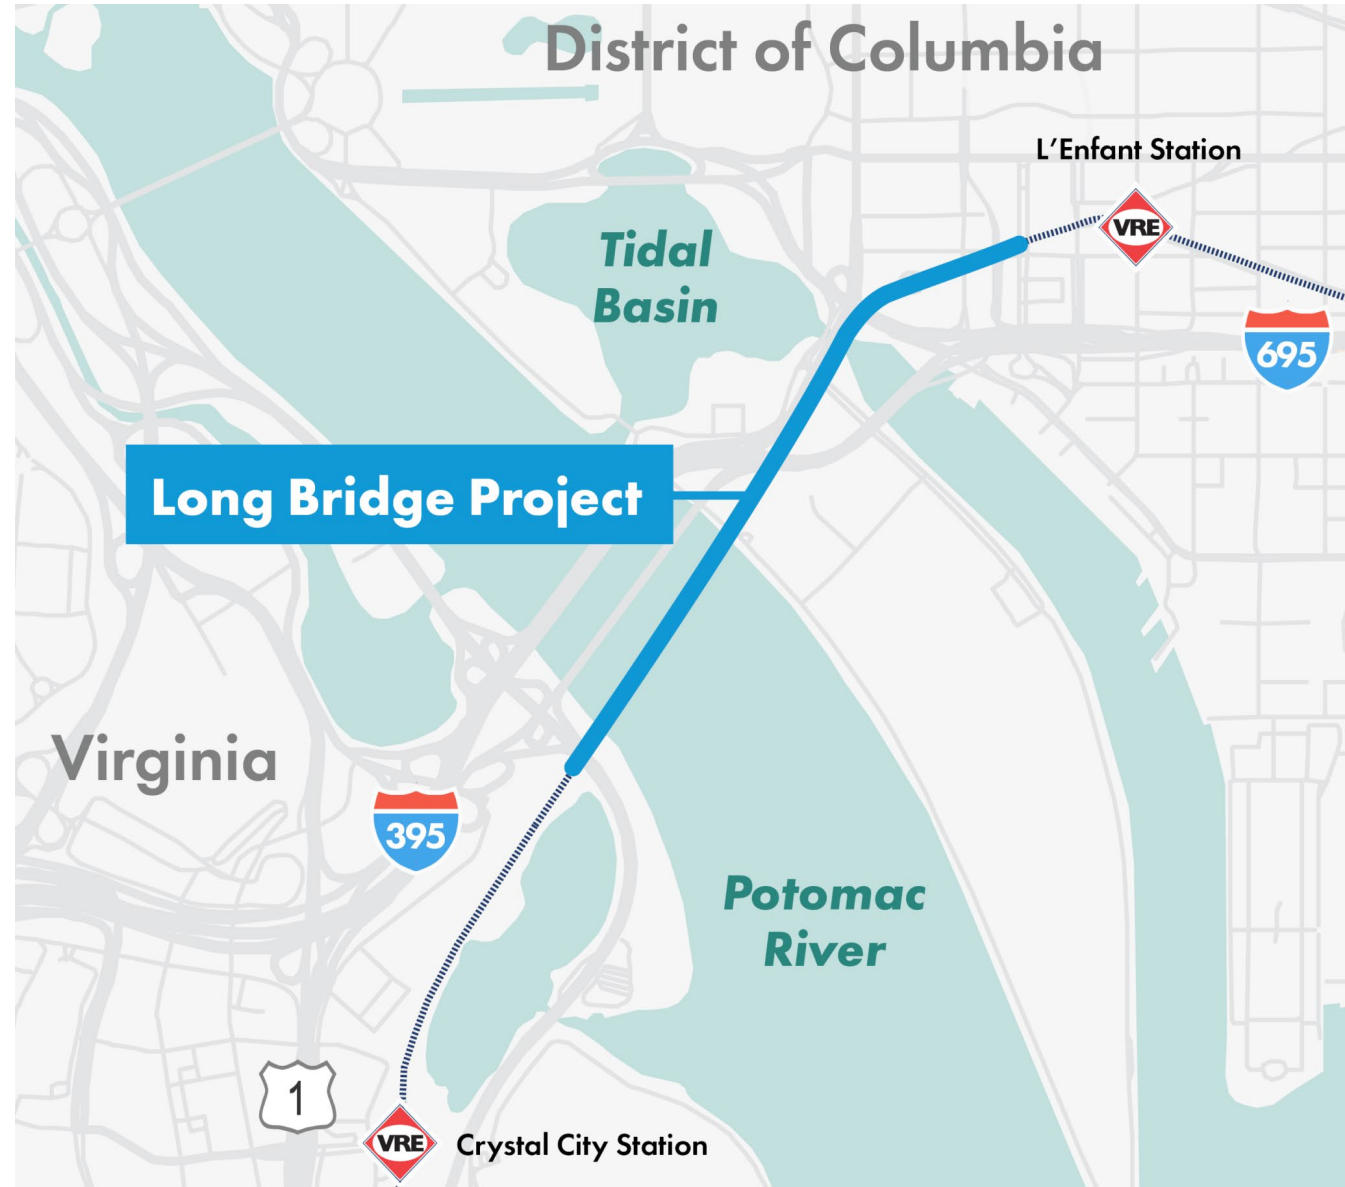 District of Columbia
L'Enfant Station
VRE
Tidal
Basin
695
Long Bridge Project
Virginia
395
Potomac
River
1
VRE
Crystal City Station